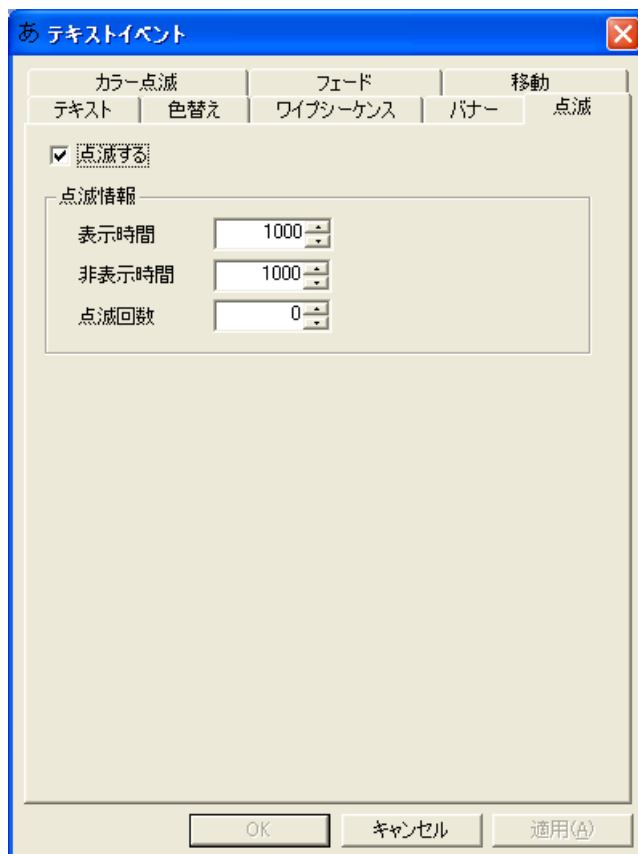 あ テキストイベント
カラー点滅 フェード 移動
テキスト 色替え ワイプシーケンス バナー 点滅
点滅する
点滅情報
表示時間 1000
非表示時間 1000
点滅回数 0
OK キャンセル 適用(A)